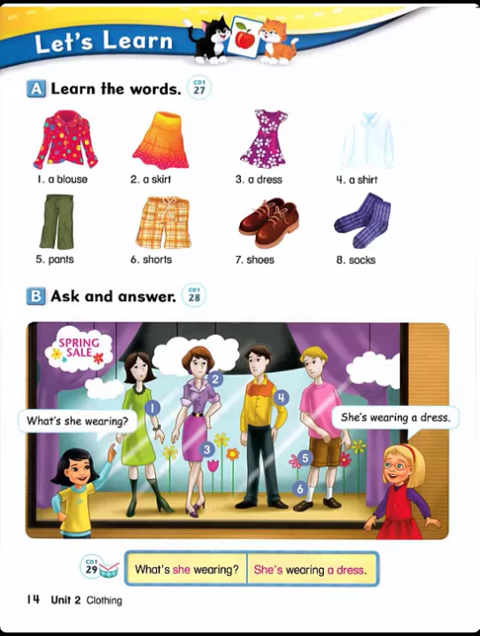 Let's Learn
A Learn the words. CD1 27
1. a blouse 2. a skirt 3. a dress 4. a shirt
5. pants 6. shorts 7. shoes 8. socks
B Ask and answer. CD1 28
SPRING
SALE
2
1
4
What's she wearing?
She's wearing a dress.
3
5
6
CD1 29 What's she wearing? She's wearing a dress.
14 Unit 2 Clothing